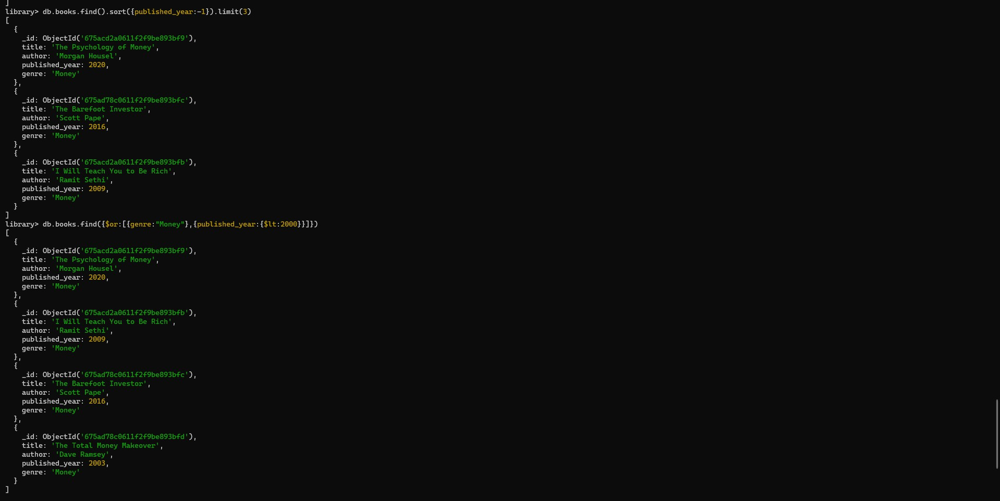 ]
library> db.books.find().sort({published_year:-1}).limit(3)
[
  {
    _id: ObjectId('675acd2a0611f2f9be893bf9'),
    title: 'The Psychology of Money',
    author: 'Morgan Housel',
    published_year: 2020,
    genre: 'Money'
  },
  {
    _id: ObjectId('675ad78c0611f2f9be893bfc'),
    title: 'The Barefoot Investor',
    author: 'Scott Pape',
    published_year: 2016,
    genre: 'Money'
  },
  {
    _id: ObjectId('675acd2a0611f2f9be893bfb'),
    title: 'I Will Teach You to Be Rich',
    author: 'Ramit Sethi',
    published_year: 2009,
    genre: 'Money'
  }
]
library> db.books.find({$or:[{genre:"Money"},{published_year:{$lt:2000}}]})
[
  {
    _id: ObjectId('675acd2a0611f2f9be893bf9'),
    title: 'The Psychology of Money',
    author: 'Morgan Housel',
    published_year: 2020,
    genre: 'Money'
  },
  {
    _id: ObjectId('675acd2a0611f2f9be893bfb'),
    title: 'I Will Teach You to Be Rich',
    author: 'Ramit Sethi',
    published_year: 2009,
    genre: 'Money'
  },
  {
    _id: ObjectId('675ad78c0611f2f9be893bfc'),
    title: 'The Barefoot Investor',
    author: 'Scott Pape',
    published_year: 2016,
    genre: 'Money'
  },
  {
    _id: ObjectId('675ad78c0611f2f9be893bfd'),
    title: 'The Total Money Makeover',
    author: 'Dave Ramsey',
    published_year: 2003,
    genre: 'Money'
  }
]